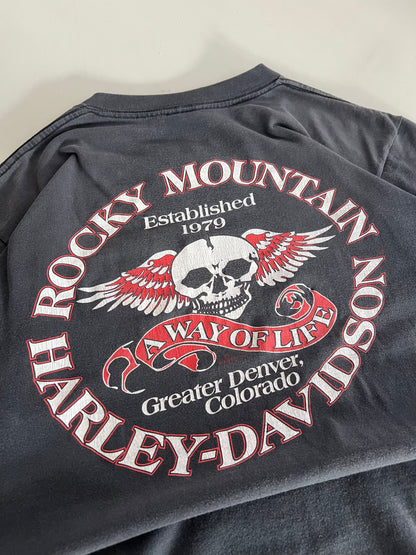 ROCKY MOUNTAIN
Established
1979
A WAY OF LIFE
Greater Denver,
Colorado
HARLEY-DAVIDSON